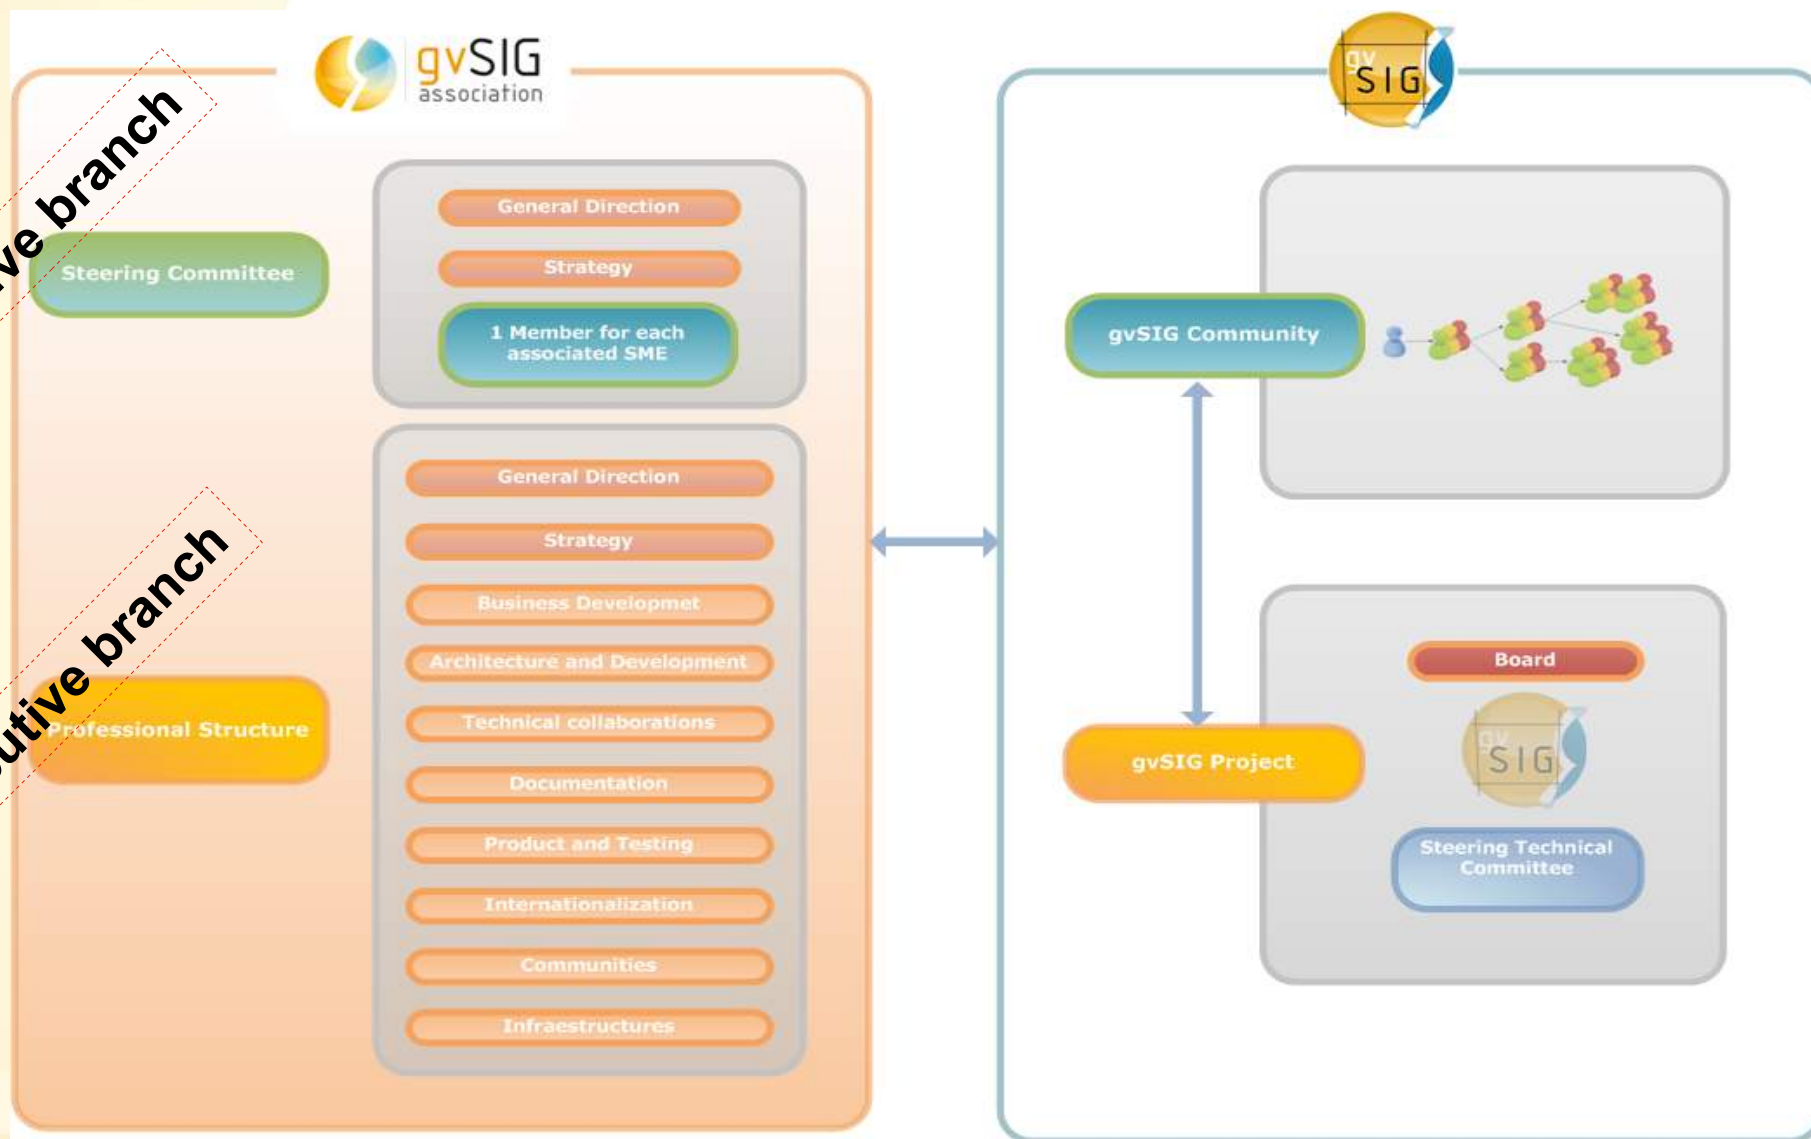 gvSIG
association
branch
Steering Committee
General Direction
Strategy
1 Member for each
associated SME
branch
Professional Structure
General Direction
Strategy
Business Developmet
Architecture and Development
Technical collaborations
Documentation
Product and Testing
Internationalization
Communities
Infraestructures
gv
SIG
gvSIG Community
gvSIG Project
Board
gv
SIG
Steering Technical
Committee